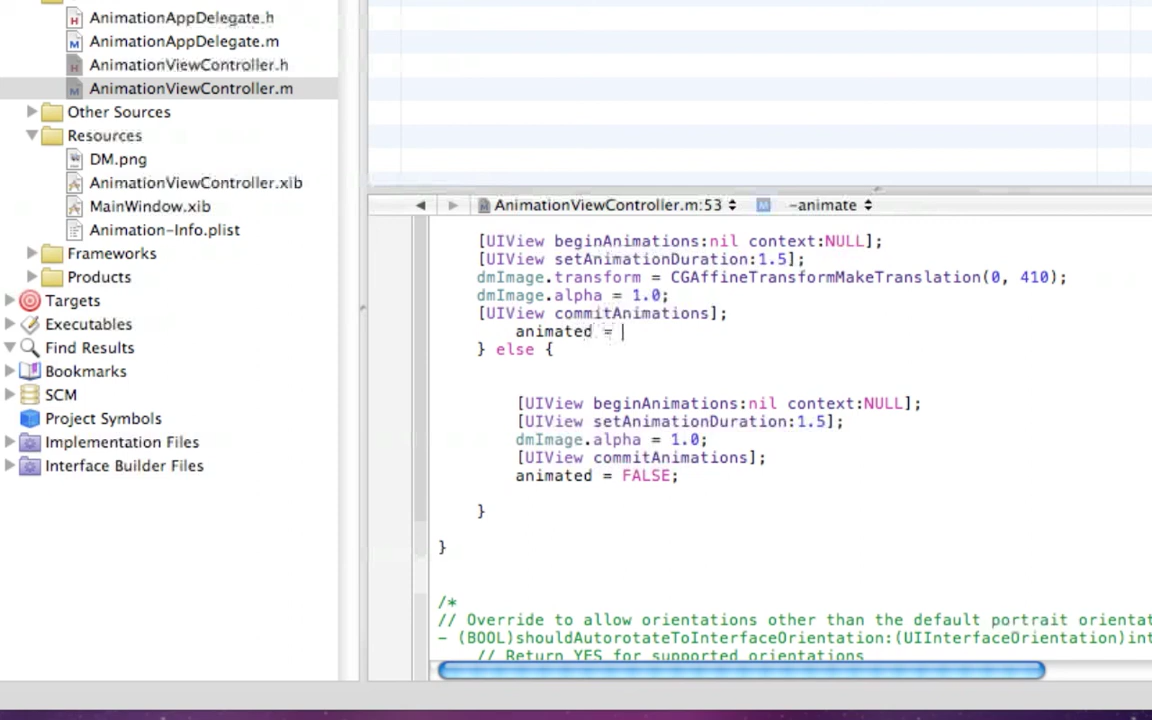 AnimationAppDelegate.h
AnimationAppDelegate.m
AnimationViewController.h
AnimationViewController.m
Other Sources
Resources
DM.png
AnimationViewController.xib
MainWindow.xib
Animation-Info.plist
Frameworks
Products
Targets
Executables
Find Results
Bookmarks
SCM
Project Symbols
Implementation Files
Interface Builder Files
AnimationViewController.m:53 -animate
[UIView beginAnimations:nil context:NULL];
[UIView setAnimationDuration:1.5];
dmImage.transform = CGAffineTransformMakeTranslation(0, 410);
dmImage.alpha = 1.0;
[UIView commitAnimations];
animated =
} else {
[UIView beginAnimations:nil context:NULL];
[UIView setAnimationDuration:1.5];
dmImage.alpha = 1.0;
[UIView commitAnimations];
animated = FALSE;
}
}
/*
// Override to allow orientations other than the default portrait orientat
- (BOOL)shouldAutorotateToInterfaceOrientation:(UIInterfaceOrientation)int
// Return YES for supported orientations